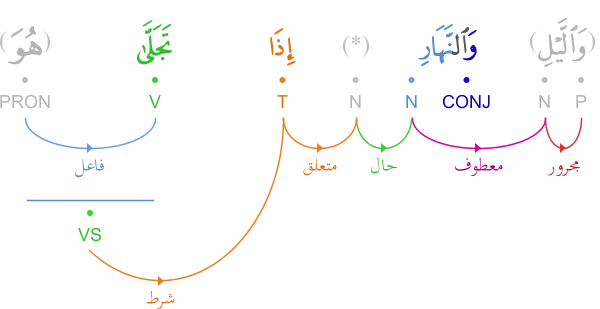 (وَٱلَّيْلِ) وَٱلنَّهَارِ (*) إِذَا تَجَلَّىٰ (هُوَ)
P N CONJ N N T V PRON
مجرور معطوف حال متعلق فاعل
VS
شرط